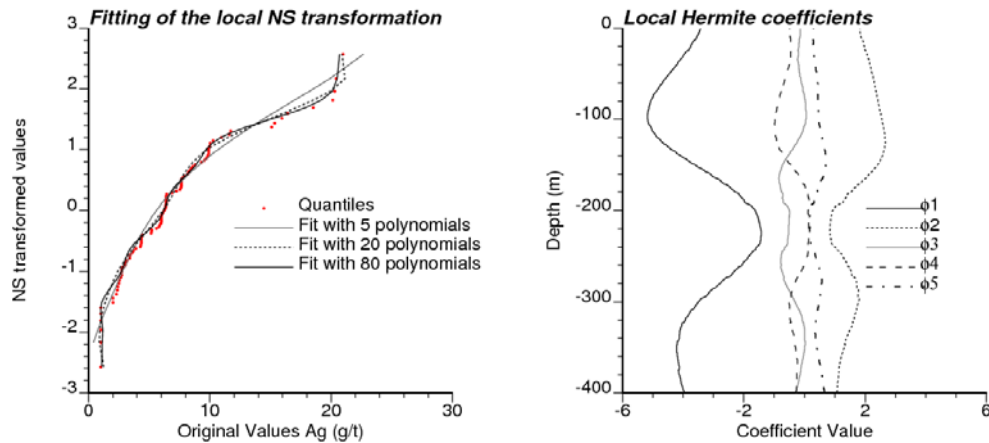 Fitting of the local NS transformation
NS transformed values
3
2
1
0
-1
-2
-3
Quantiles
Fit with 5 polynomials
Fit with 20 polynomials
Fit with 80 polynomials
0
10
20
30
Original Values Ag (g/t)
Local Hermite coefficients
Depth (m)
0
-100
-200
-300
-400
ϕ1
ϕ2
ϕ3
ϕ4
ϕ5
-6
-2
2
6
Coefficient Value